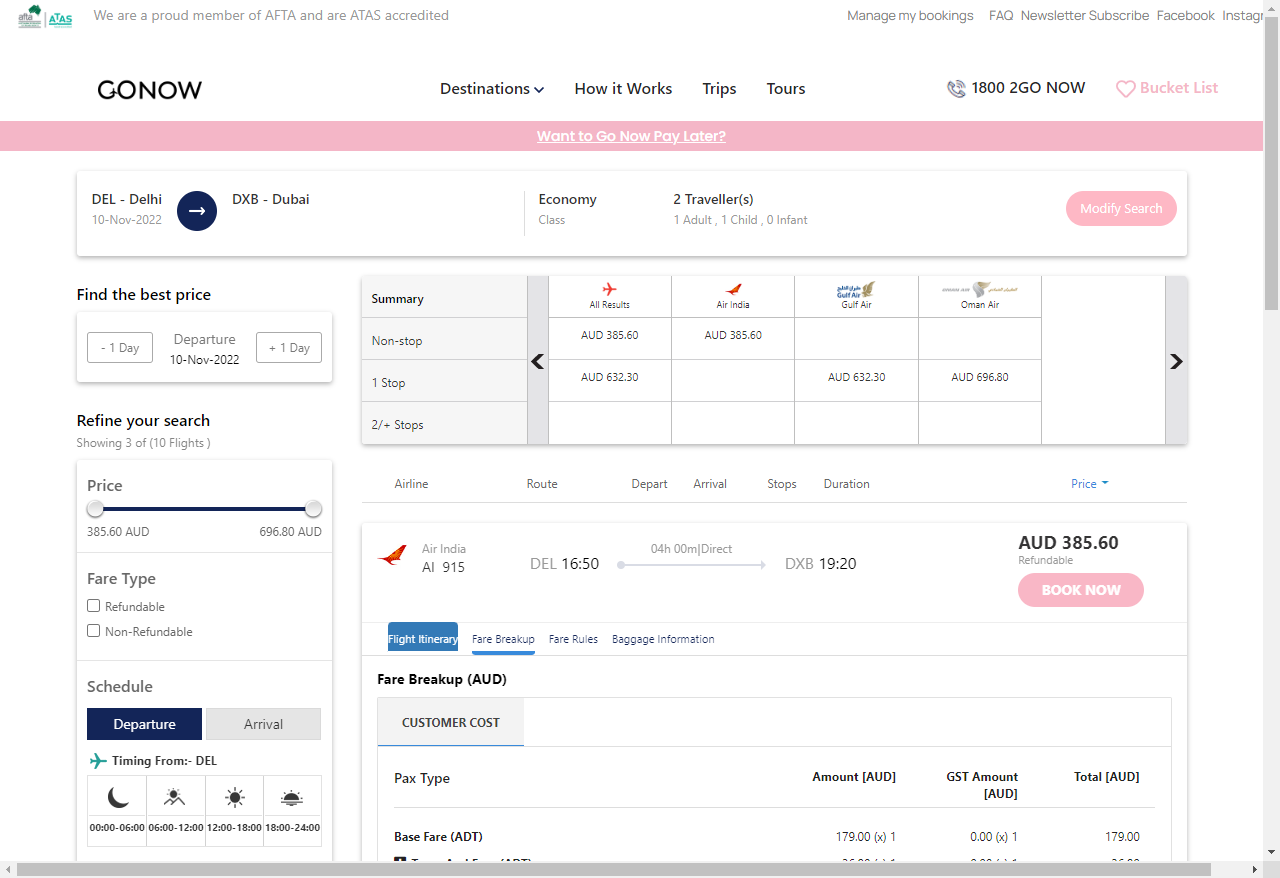 afta ATAS We are a proud member of AFTA and are ATAS accredited
Manage my bookings FAQ Newsletter Subscribe Facebook Instagr
GONOW Destinations How it Works Trips Tours 1800 2GO NOW Bucket List
Want to Go Now Pay Later?
DEL - Delhi DXB - Dubai Economy 2 Traveller(s) Modify Search
10-Nov-2022 Class 1 Adult , 1 Child , 0 Infant
Find the best price
- 1 Day Departure + 1 Day
10-Nov-2022
Refine your search
Showing 3 of (10 Flights )
Price
385.60 AUD 696.80 AUD
Fare Type
Refundable
Non-Refundable
Schedule
Departure Arrival
Timing From:- DEL
00:00-06:00 06:00-12:00 12:00-18:00 18:00-24:00
Summary All Results Air India Gulf Air Gulf Air Oman Air
Non-stop AUD 385.60 AUD 385.60
1 Stop AUD 632.30 AUD 632.30 AUD 696.80
2/+ Stops
Airline Route Depart Arrival Stops Duration Price
Air India 04h 00m|Direct AUD 385.60
AI 915 DEL 16:50 DXB 19:20 Refundable
BOOK NOW
Flight Itinerary Fare Breakup Fare Rules Baggage Information
Fare Breakup (AUD)
CUSTOMER COST
Pax Type Amount [AUD] GST Amount [AUD] Total [AUD]
Base Fare (ADT) 179.00 (x) 1 0.00 (x) 1 179.00